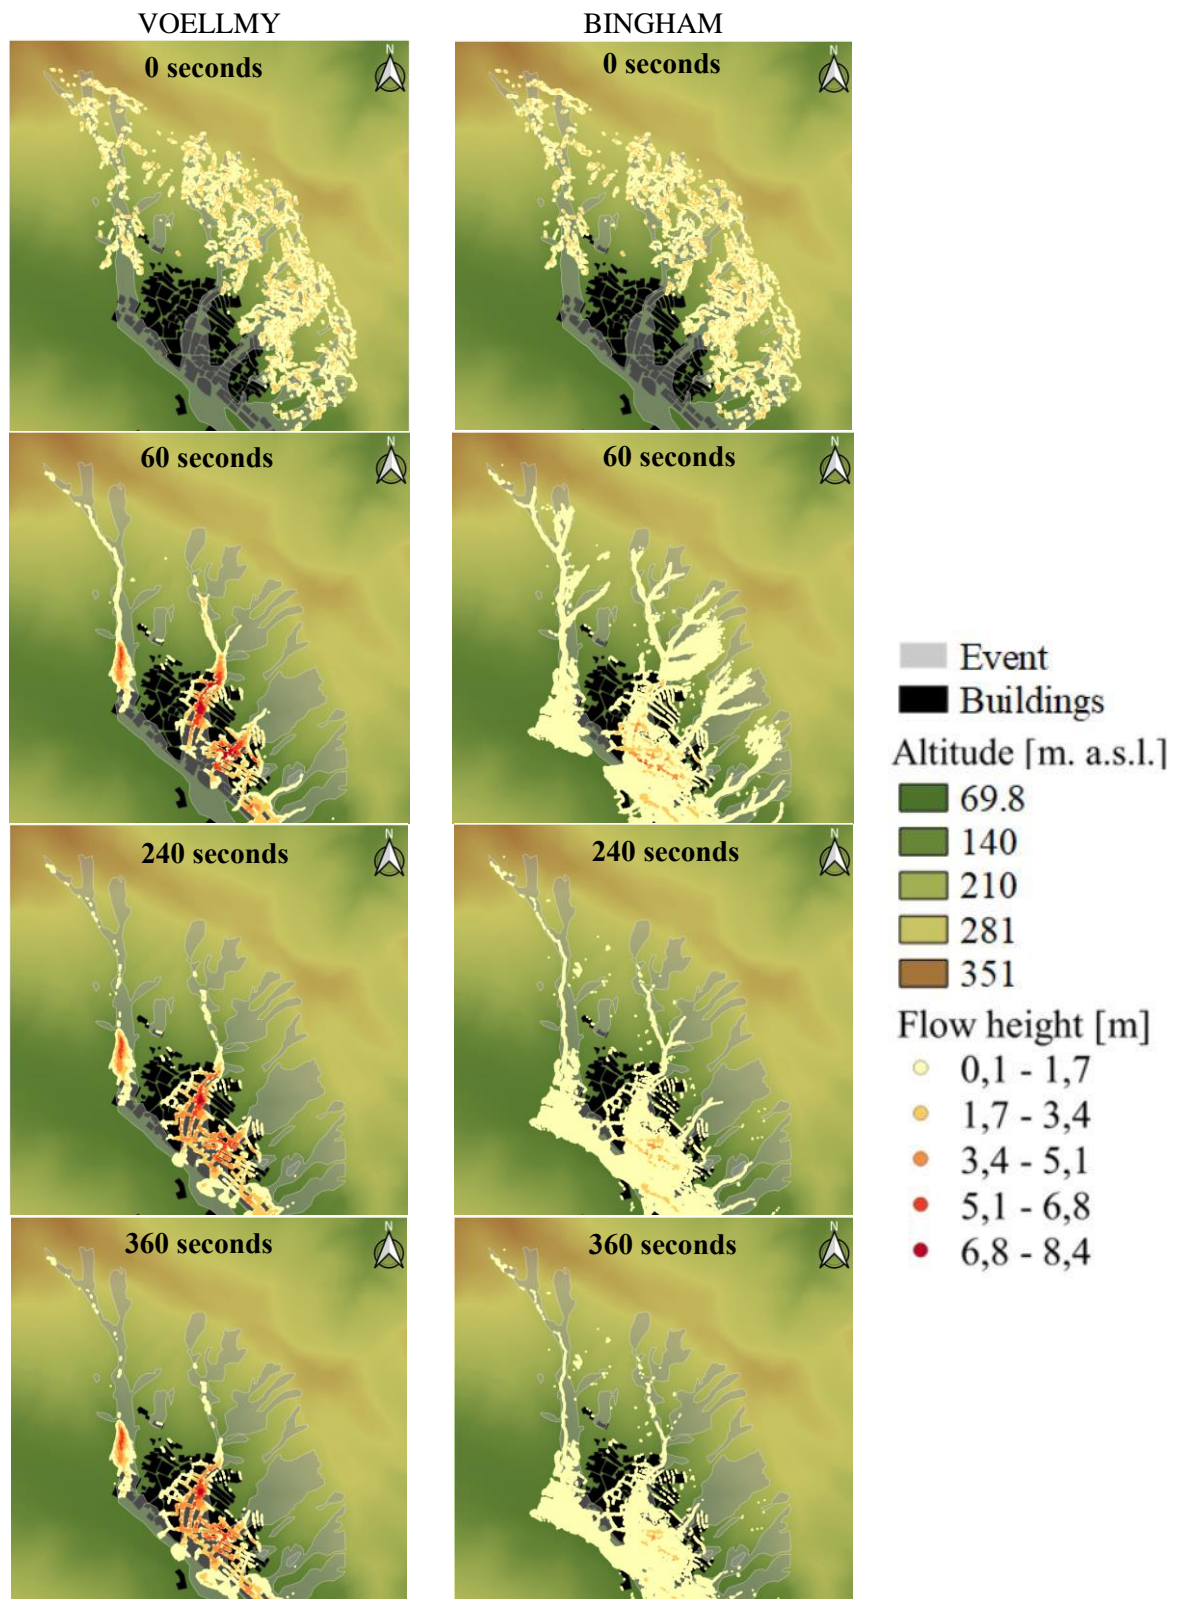 VOELLMY
BINGHAM
0 seconds
N
0 seconds
N
60 seconds
N
60 seconds
N
240 seconds
N
240 seconds
N
360 seconds
N
360 seconds
N
Event
Buildings
Altitude [m. a.s.l.]
69.8
140
210
281
351
Flow height [m]
0,1 - 1,7
1,7 - 3,4
3,4 - 5,1
5,1 - 6,8
6,8 - 8,4